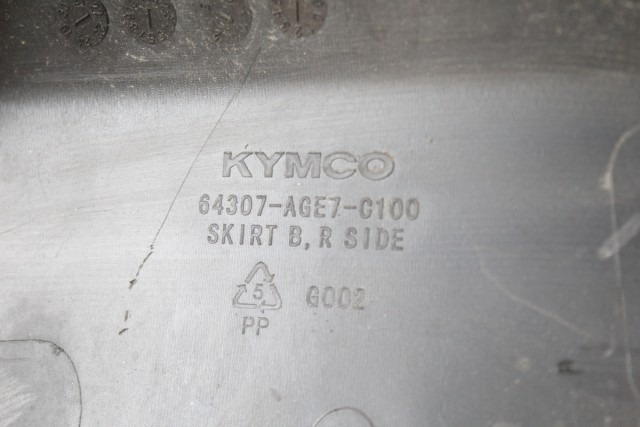 KYMCO
64307-AGE7-C100
SKIRT B, R SIDE
5 G002
PP